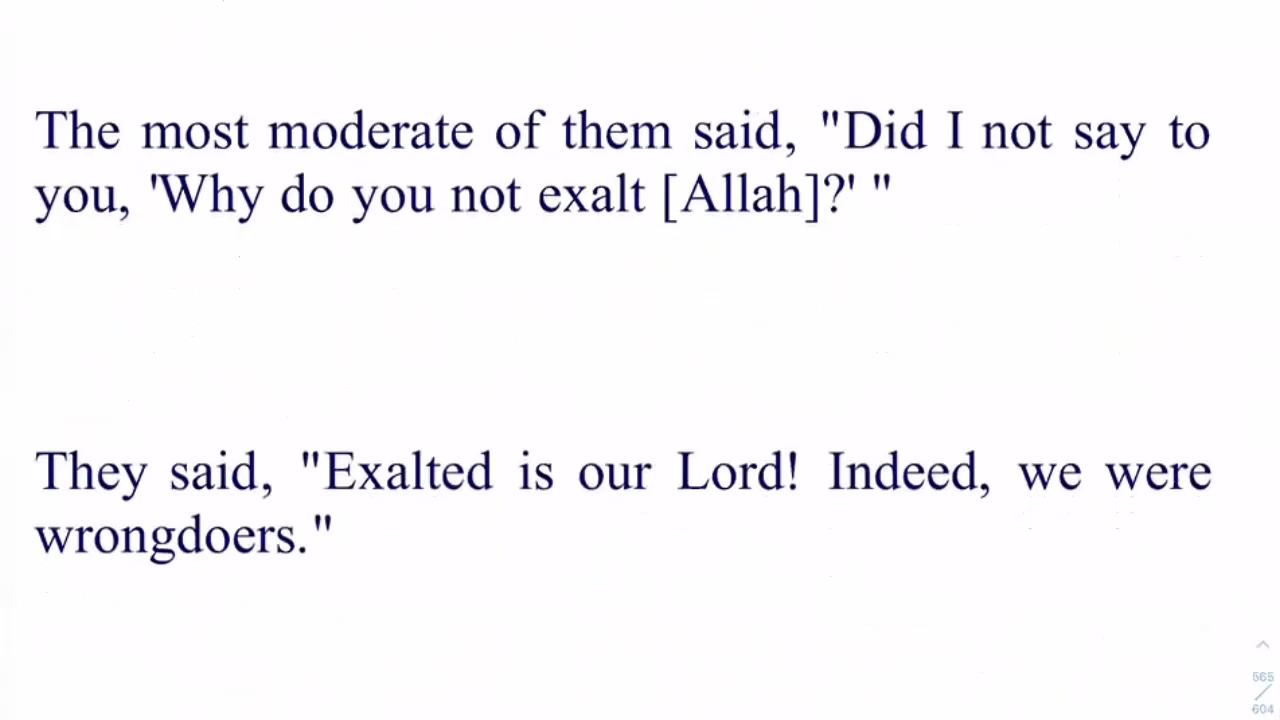 The most moderate of them said, "Did I not say to
you, 'Why do you not exalt [Allah]?' "
They said, "Exalted is our Lord! Indeed, we were
wrongdoers."
565
604